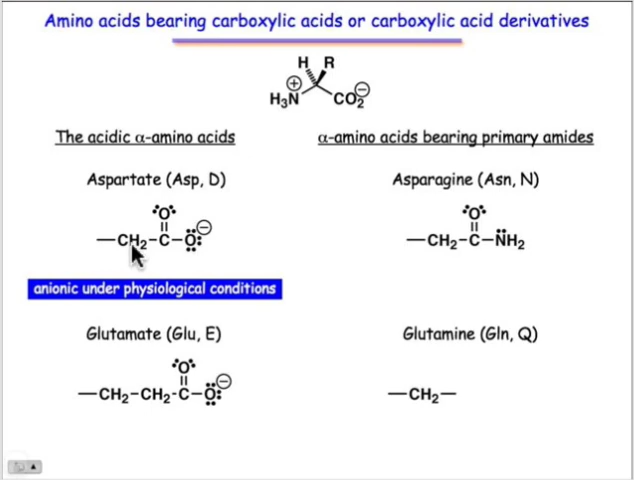 Amino acids bearing carboxylic acids or carboxylic acid derivatives
H R
⊕
H₃N CO₂⊖
The acidic α-amino acids
α-amino acids bearing primary amides
Aspartate (Asp, D)
Asparagine (Asn, N)
O ⊖
—CH₂–C–O
O
—CH₂–C–NH₂
anionic under physiological conditions
Glutamate (Glu, E)
Glutamine (Gln, Q)
O ⊖
—CH₂–CH₂–C–O
—CH₂—